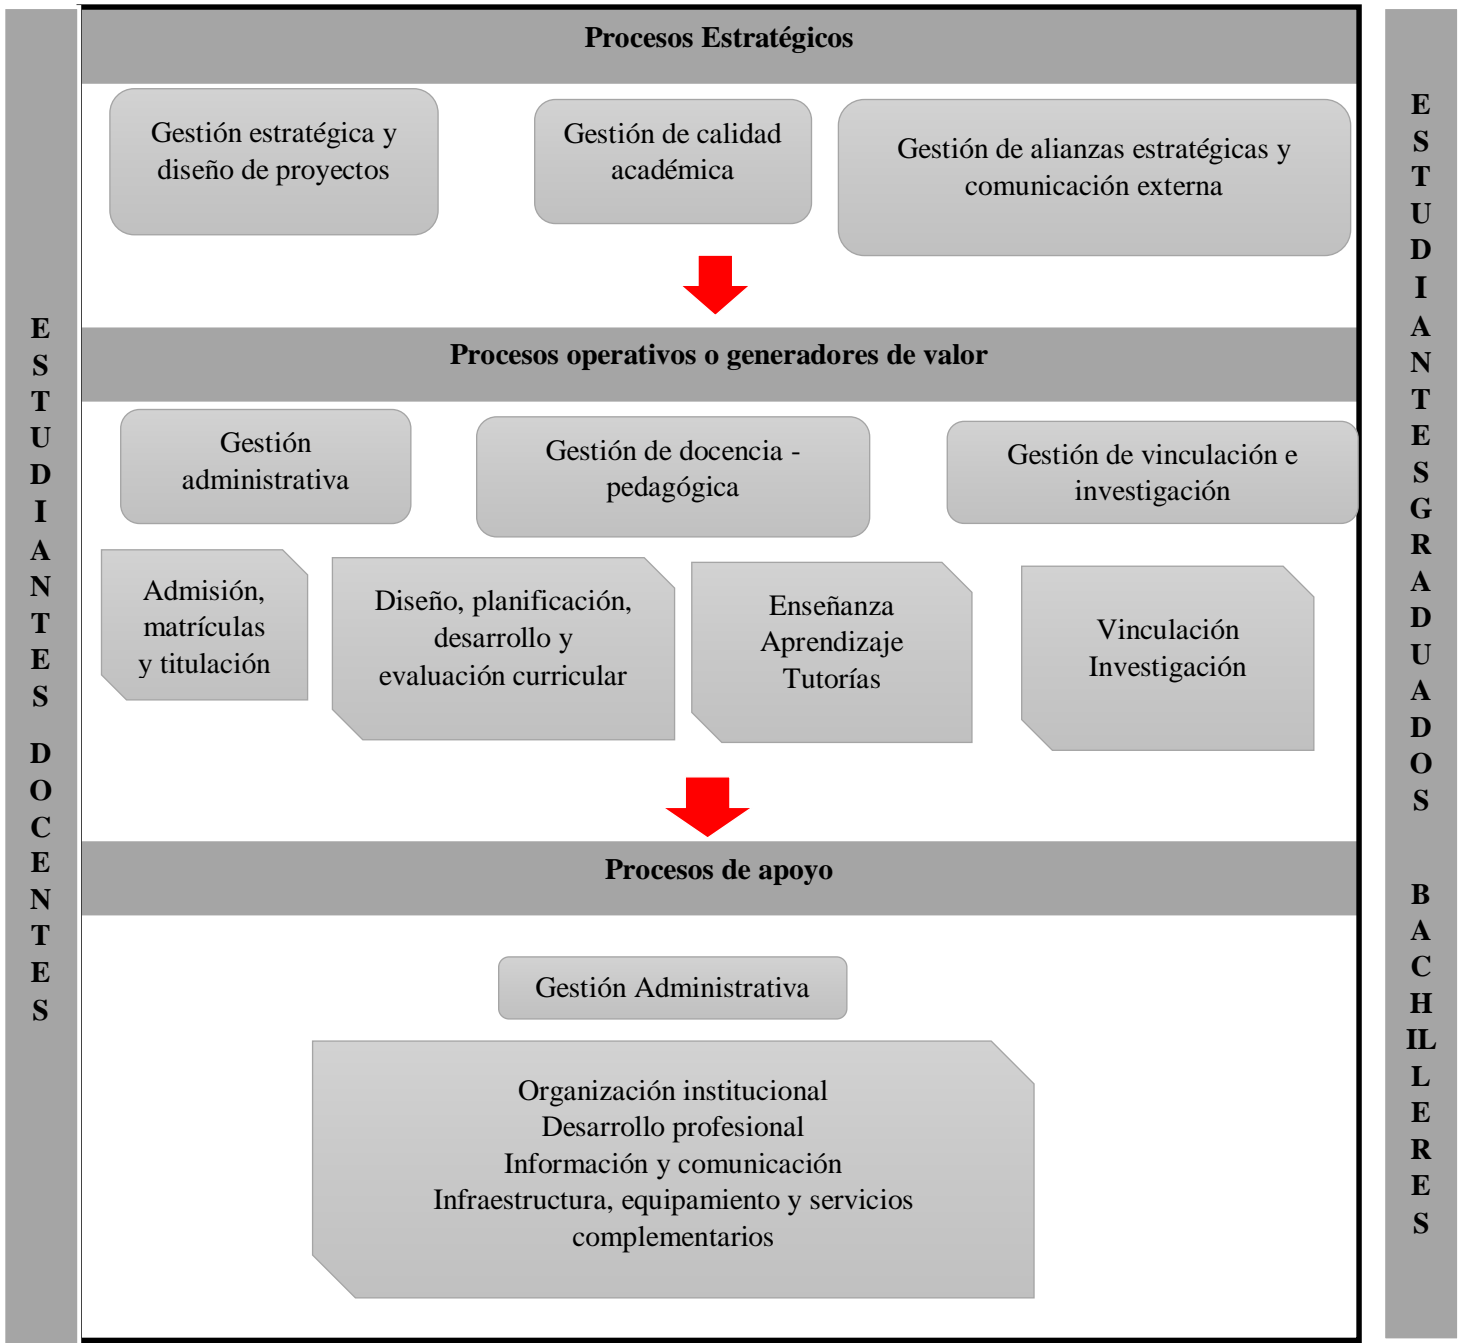 Procesos Estratégicos
Gestión estratégica y
diseño de proyectos
Gestión de calidad
académica
Gestión de alianzas estratégicas y
comunicación externa
Procesos operativos o generadores de valor
Gestión
administrativa
Gestión de docencia -
pedagógica
Gestión de vinculación e
investigación
Admisión,
matrículas
y titulación
Diseño, planificación,
desarrollo y
evaluación curricular
Enseñanza
Aprendizaje
Tutorías
Vinculación
Investigación
Procesos de apoyo
Gestión Administrativa
Organización institucional
Desarrollo profesional
Información y comunicación
Infraestructura, equipamiento y servicios
complementarios
E
S
T
U
D
I
A
N
T
E
S
D
O
C
E
N
T
E
S
E
S
T
U
D
I
A
N
T
E
S
G
R
A
D
U
A
D
O
S
B
A
C
H
IL
L
E
R
E
S